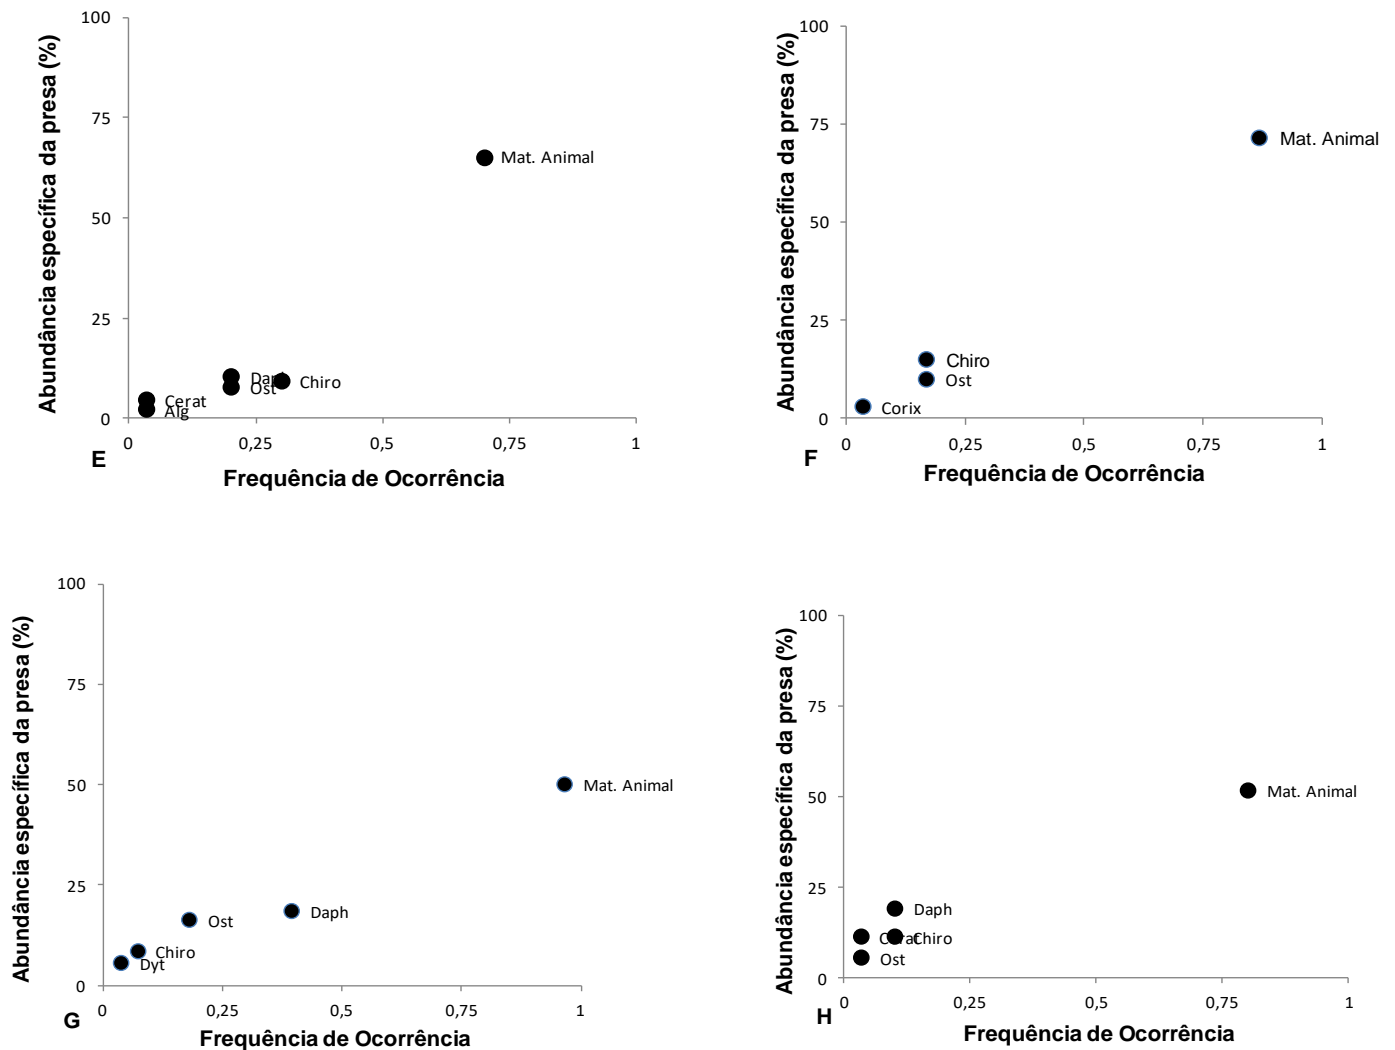 100
75
50
25
0
Abundância específica da presa (%)
Mat. Animal
Daph
Chiro
Ost
Cerat
Alg
0 0,25 0,5 0,75 1
E
Frequência de Ocorrência
100
75
50
25
0
Abundância específica da presa (%)
Mat. Animal
Chiro
Ost
Corix
0 0,25 0,5 0,75 1
F
Frequência de Ocorrência
100
75
50
25
0
Abundância específica da presa (%)
Mat. Animal
Daph
Ost
Chiro
Dyt
0 0,25 0,5 0,75 1
G
Frequência de Ocorrência
100
75
50
25
0
Abundância específica da presa (%)
Mat. Animal
Daph
Cerat Chiro
Ost
0 0,25 0,5 0,75 1
H
Frequência de Ocorrência